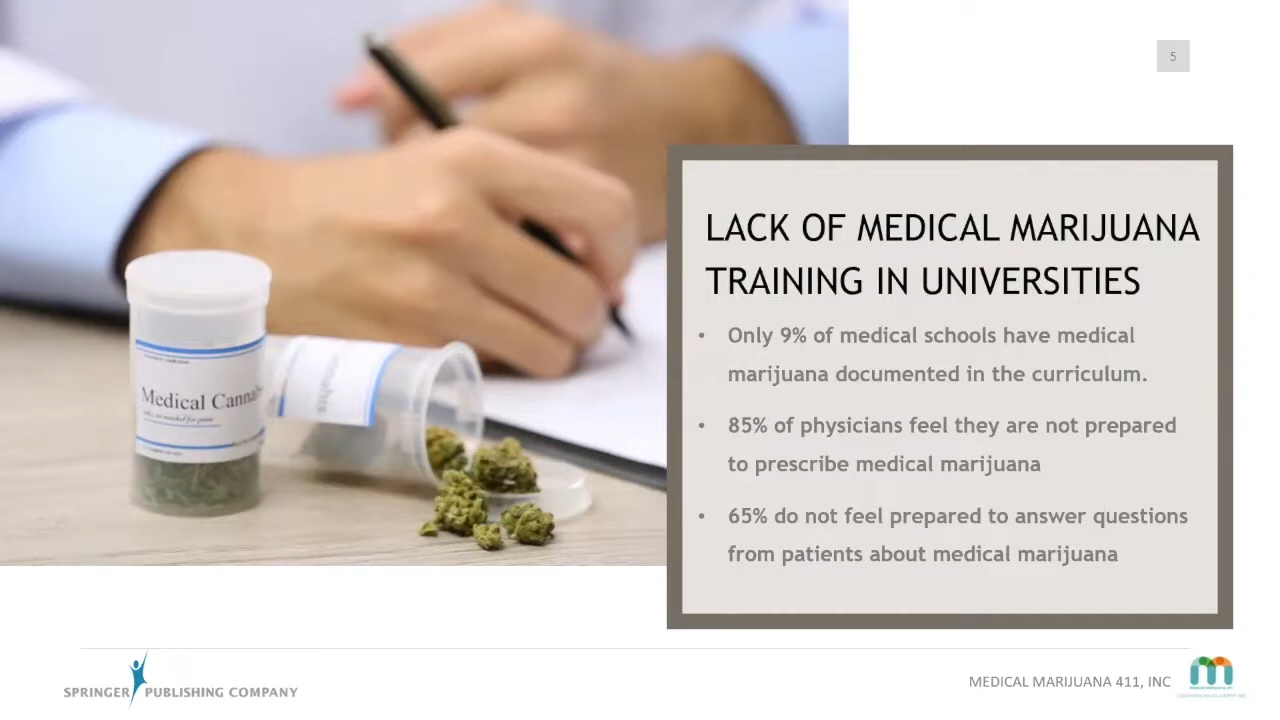 5
LACK OF MEDICAL MARIJUANA
TRAINING IN UNIVERSITIES
• Only 9% of medical schools have medical
marijuana documented in the curriculum.
• 85% of physicians feel they are not prepared
to prescribe medical marijuana
• 65% do not feel prepared to answer questions
from patients about medical marijuana
Medical Cannab
SPRINGER PUBLISHING COMPANY
MEDICAL MARIJUANA 411, INC